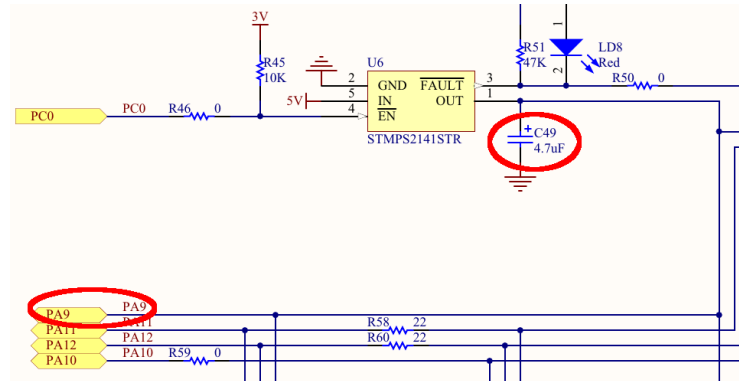 3V
1
R45
10K
R51
47K
LD8
Red
2
U6
R50 0
2 GND FAULT 3
5V 5 IN OUT 1
4 EN
PC0 PC0 R46 0
STMPS2141STR
+ C49
4.7uF
PA9 PA9
PA11 PA11 R58 22
PA12 PA12 R60 22
PA10 PA10 R59 0